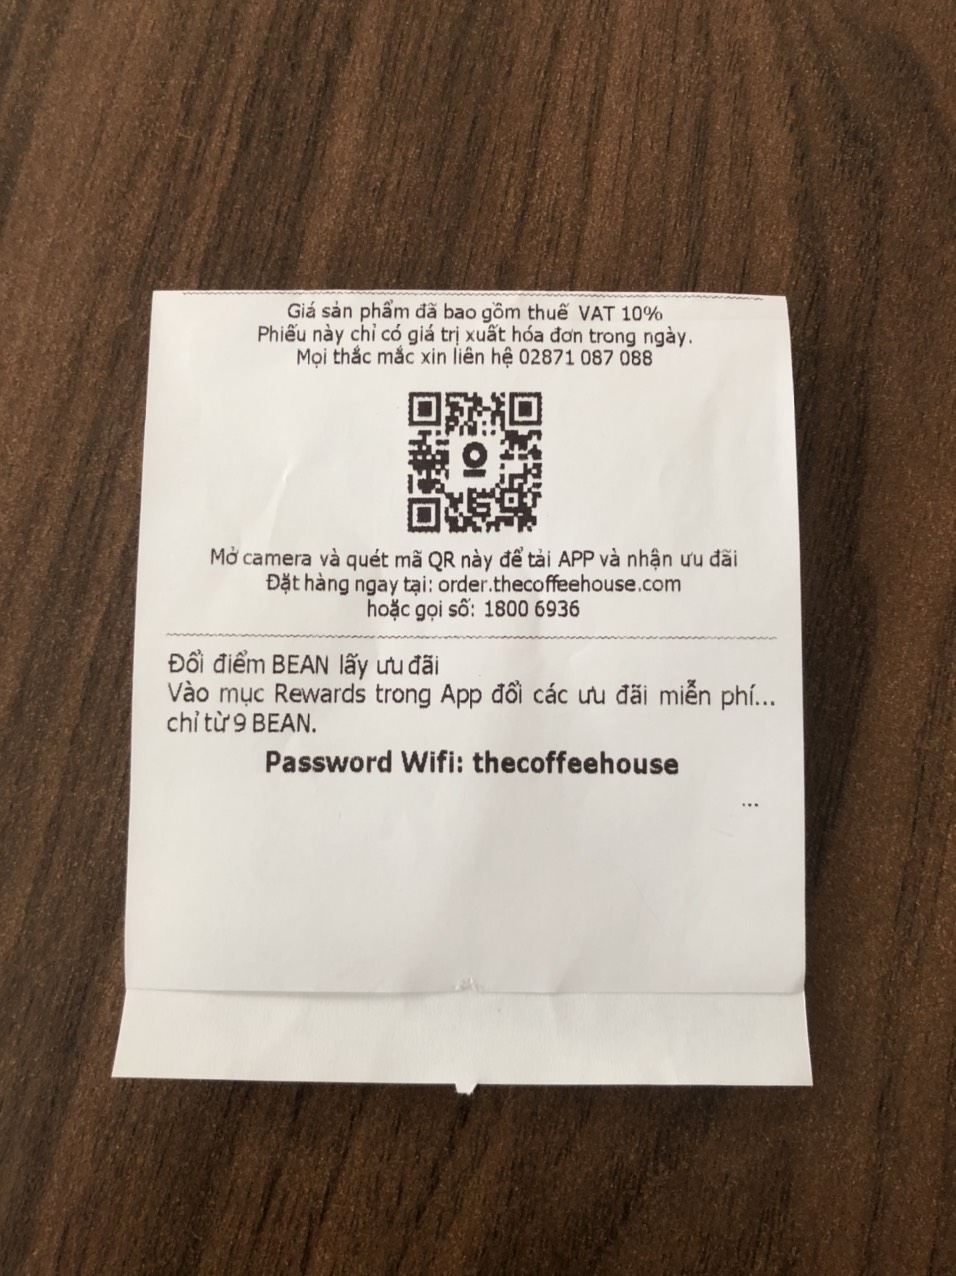 Giá sản phẩm đã bao gồm thuế VAT 10%
Phiếu này chỉ có giá trị xuất hóa đơn trong ngày.
Mọi thắc mắc xin liên hệ 02871 087 088
Mở camera và quét mã QR này để tải APP và nhận ưu đãi
Đặt hàng ngay tại: order.thecoffeehouse.com
hoặc gọi số: 1800 6936
Đổi điểm BEAN lấy ưu đãi
Vào mục Rewards trong App đổi các ưu đãi miễn phí...
chỉ từ 9 BEAN.
Password Wifi: thecoffeehouse
...